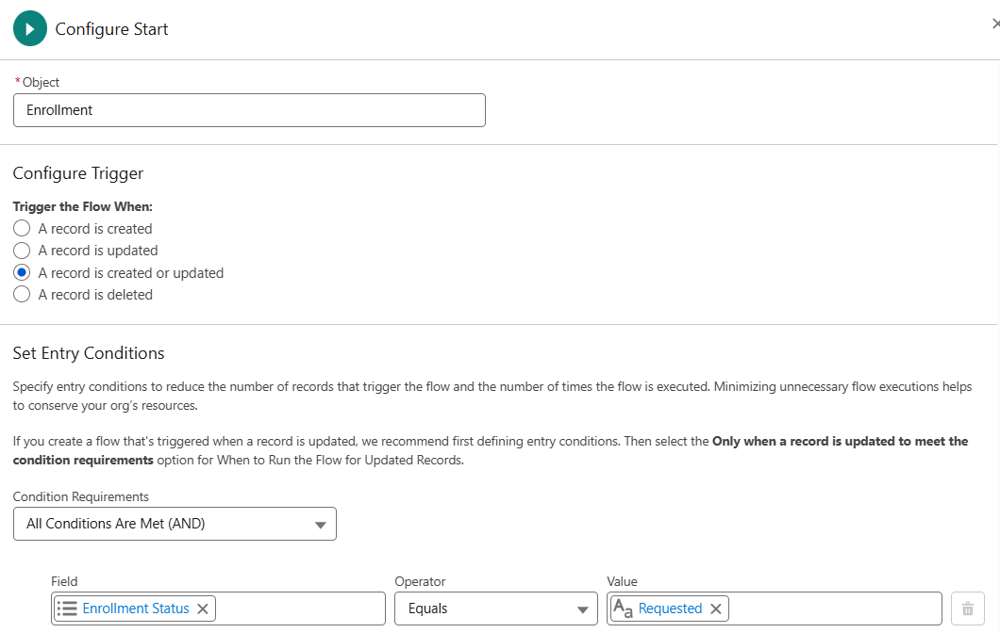 Configure Start
*Object
Enrollment
Configure Trigger
Trigger the Flow When:
A record is created
A record is updated
A record is created or updated
A record is deleted
Set Entry Conditions
Specify entry conditions to reduce the number of records that trigger the flow and the number of times the flow is executed. Minimizing unnecessary flow executions helps
to conserve your org's resources.
If you create a flow that's triggered when a record is updated, we recommend first defining entry conditions. Then select the Only when a record is updated to meet the
condition requirements option for When to Run the Flow for Updated Records.
Condition Requirements
All Conditions Are Met (AND)
Field Operator Value
Enrollment Status Equals Aa Requested